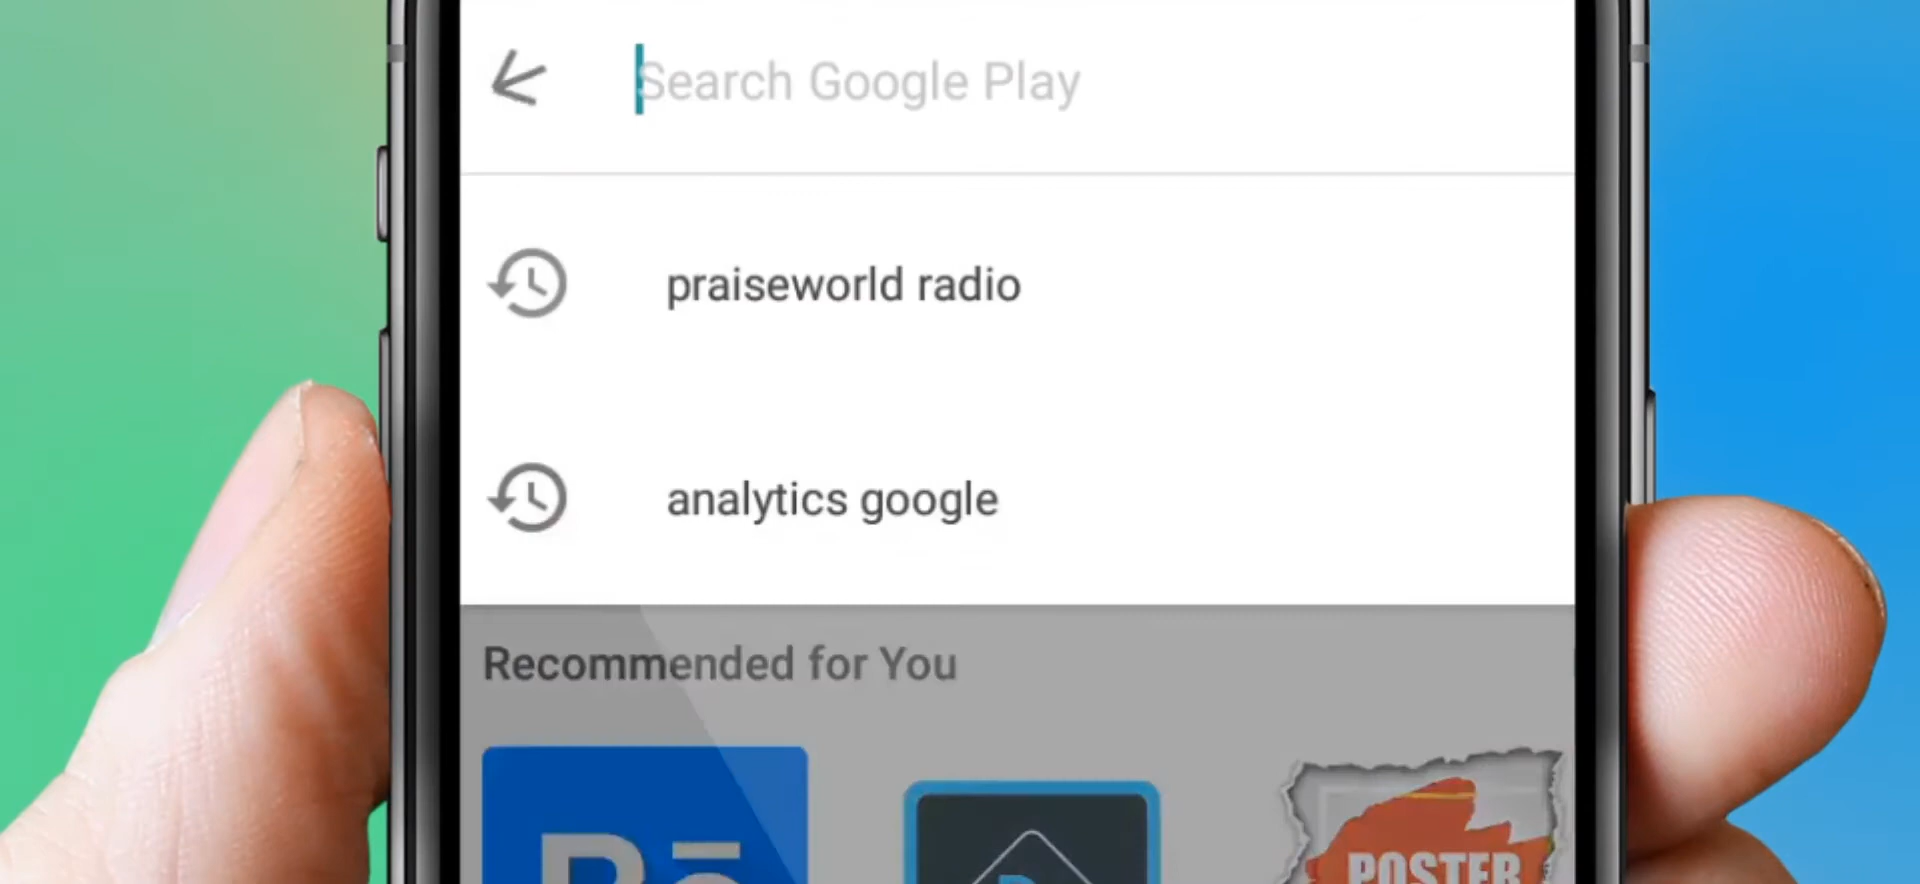 Search Google Play
praiseworld radio
analytics google
Recommended for You
POSTER